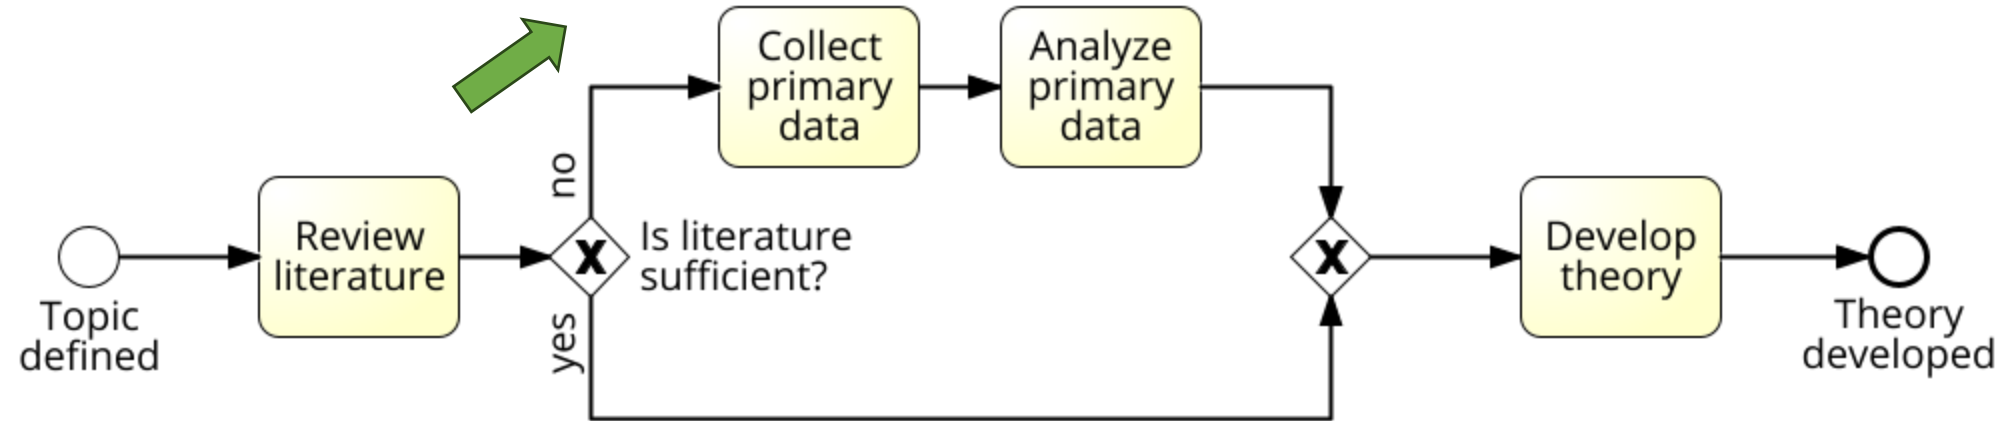 Topic
defined
Review
literature
no
yes
X
Is literature
sufficient?
Collect
primary
data
Analyze
primary
data
X
Develop
theory
Theory
developed